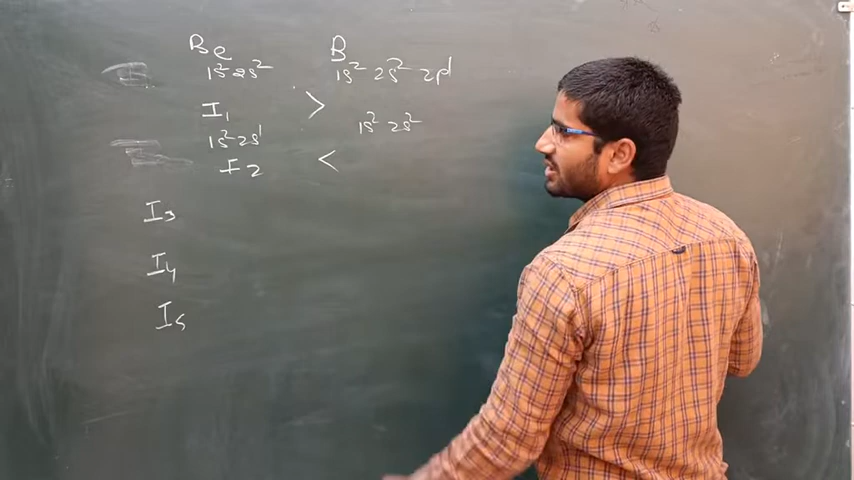 Be B
1s² 2s² 1s² 2s² 2p¹
I₁ >
1s² 2s¹ 1s² 2s²
I₂ <
I₃
I₄
I₅